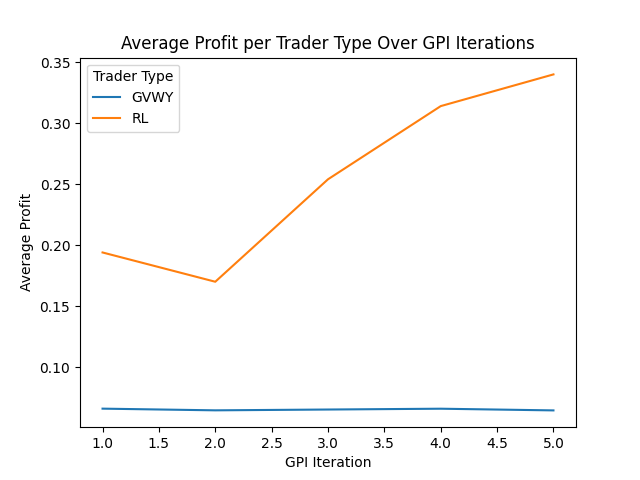 Average Profit per Trader Type Over GPI Iterations
0.35
0.30
0.25
0.20
0.15
0.10
Average Profit
Trader Type
GVWY
RL
1.0 1.5 2.0 2.5 3.0 3.5 4.0 4.5 5.0
GPI Iteration